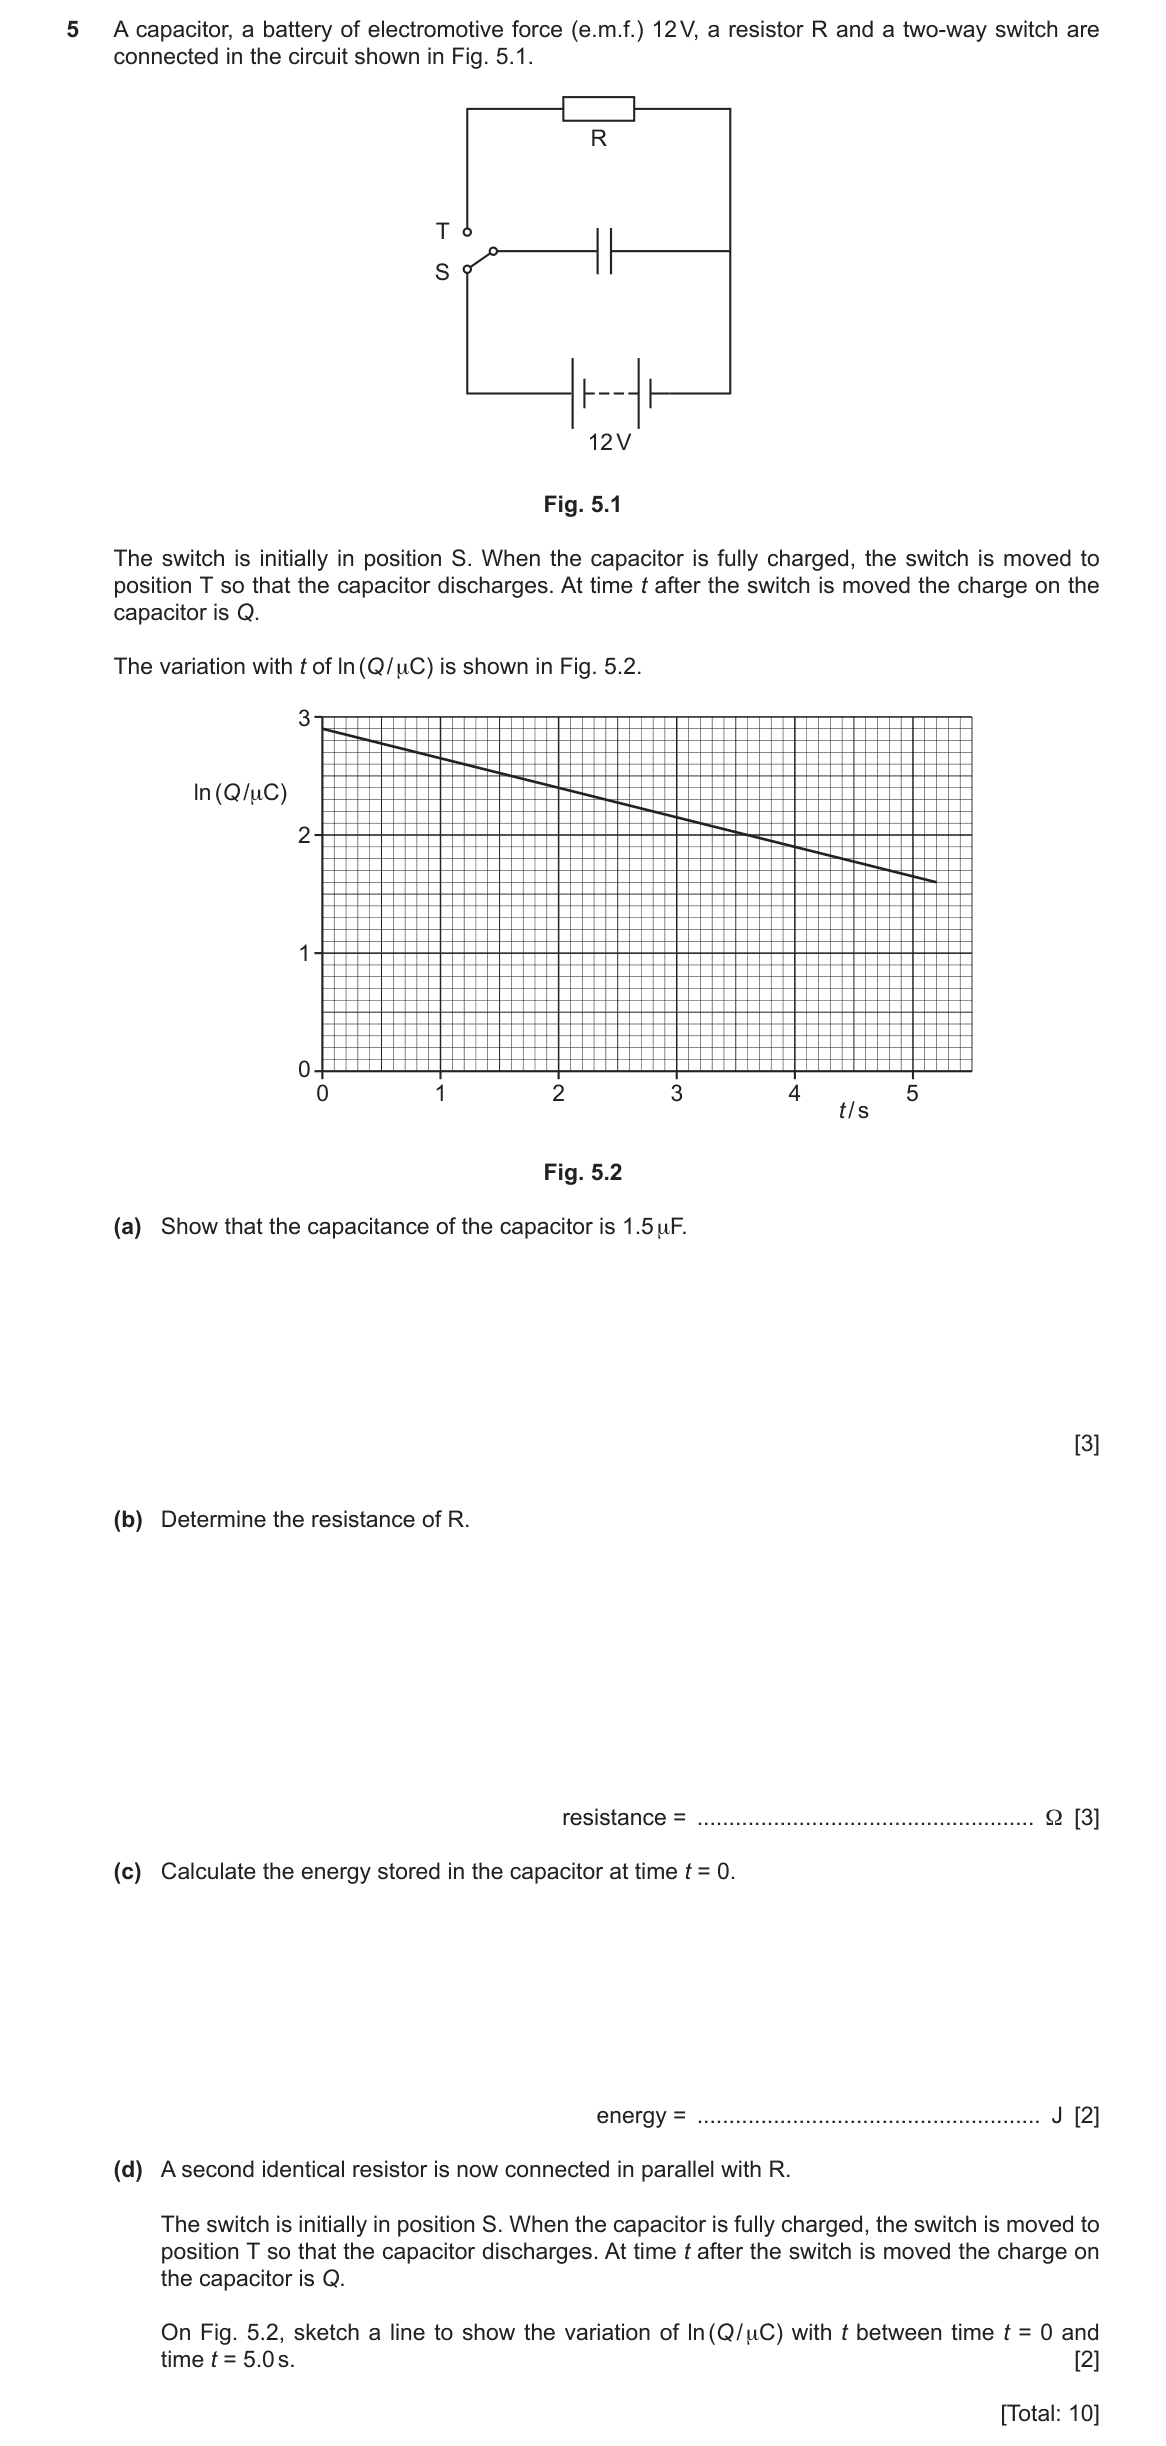 5 A capacitor, a battery of electromotive force (e.m.f.) 12 V, a resistor R and a two-way switch are
connected in the circuit shown in Fig. 5.1.
R
T
S
12 V
Fig. 5.1
The switch is initially in position S. When the capacitor is fully charged, the switch is moved to
position T so that the capacitor discharges. At time t after the switch is moved the charge on the
capacitor is Q.
The variation with t of ln (Q / μC) is shown in Fig. 5.2.
3
ln (Q / μC)
2
1
0
0 1 2 3 4 5
t / s
Fig. 5.2
(a) Show that the capacitance of the capacitor is 1.5 μF.
[3]
(b) Determine the resistance of R.
resistance = .................................................... Ω [3]
(c) Calculate the energy stored in the capacitor at time t = 0.
energy = ..................................................... J [2]
(d) A second identical resistor is now connected in parallel with R.
The switch is initially in position S. When the capacitor is fully charged, the switch is moved to
position T so that the capacitor discharges. At time t after the switch is moved the charge on
the capacitor is Q.
On Fig. 5.2, sketch a line to show the variation of ln (Q / μC) with t between time t = 0 and
time t = 5.0 s. [2]
[Total: 10]